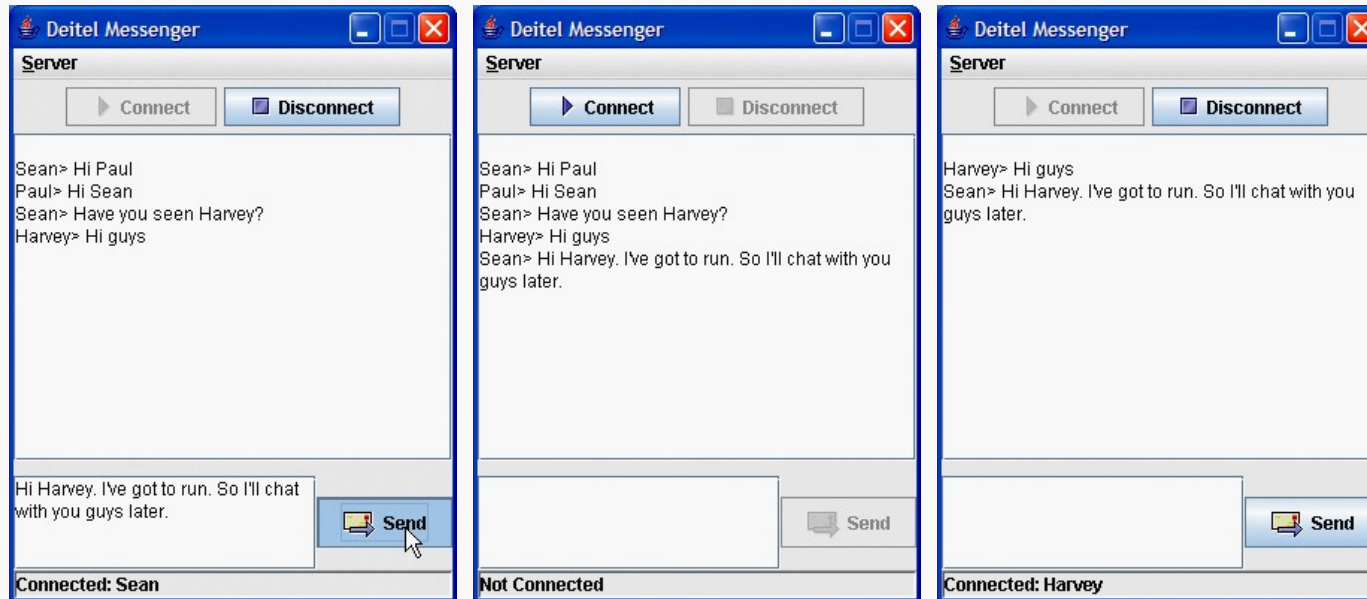 Deitel Messenger
Server
Connect Disconnect
Sean> Hi Paul
Paul> Hi Sean
Sean> Have you seen Harvey?
Harvey> Hi guys
Hi Harvey. I've got to run. So I'll chat
with you guys later.
Send
Connected: Sean
Deitel Messenger
Server
Connect Disconnect
Sean> Hi Paul
Paul> Hi Sean
Sean> Have you seen Harvey?
Harvey> Hi guys
Sean> Hi Harvey. I've got to run. So I'll chat with you
guys later.
Send
Not Connected
Deitel Messenger
Server
Connect Disconnect
Harvey> Hi guys
Sean> Hi Harvey. I've got to run. So I'll chat with you
guys later.
Send
Connected: Harvey